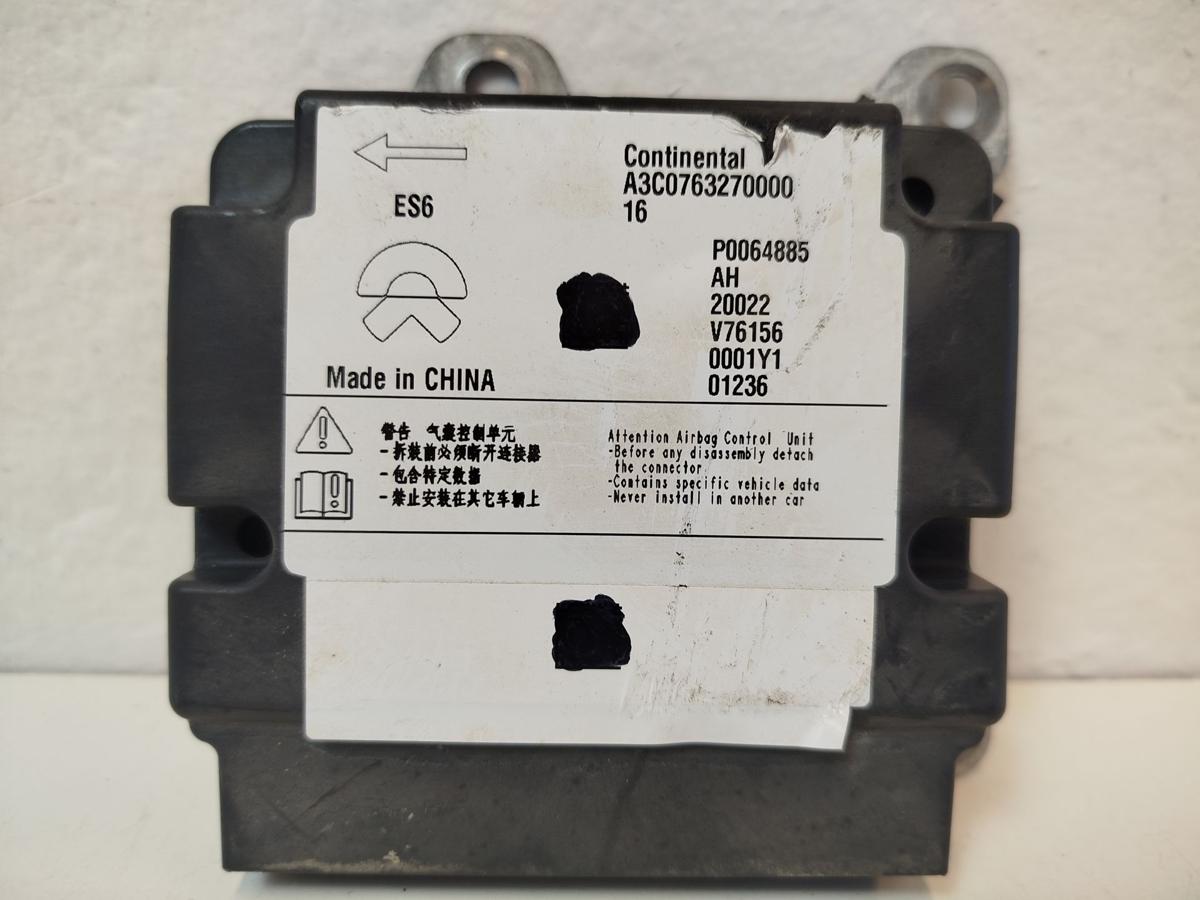 ES6
Made in CHINA
Continental
A3C0763270000
16
P0064885
AH
20022
V76156
0001Y1
01236
警告 气囊控制单元
-拆装前必须断开连接器
-包含特定数据
-禁止安装在其它车辆上
Attention Airbag Control Unit
-Before any disassembly detach
the connector
-Contains specific vehicle data
-Never install in another car